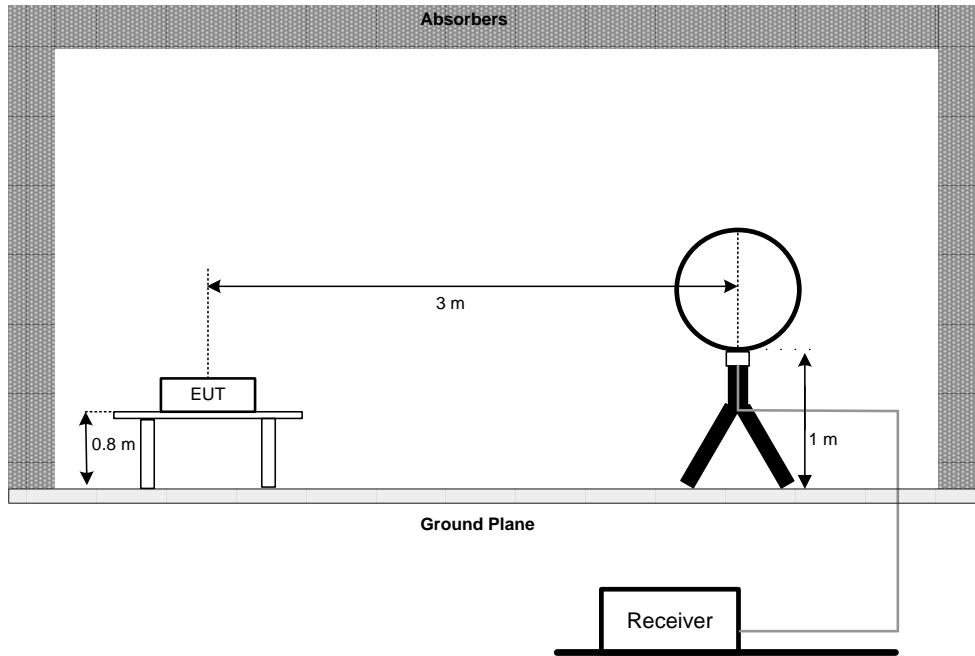 Absorbers
3 m
EUT
0.8 m
1 m
Ground Plane
Receiver